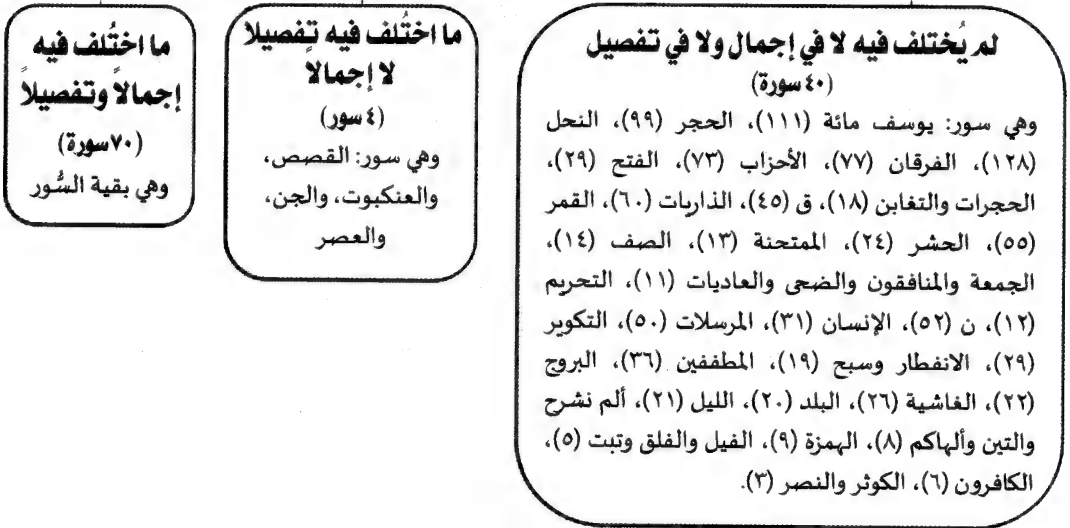 لم يُختلف فيه لا في إجمال ولا في تفصيل
(٤٠ سورة)
وهي سور: يوسف مائة (١١١)، الحجر (٩٩)، النحل
(١٢٨)، الفرقان (٧٧)، الأحزاب (٧٣)، الفتح (٢٩)،
الحجرات والتغابن (١٨)، ق (٤٥)، الذاريات (٦٠)، القمر
(٥٥)، الحشر (٢٤)، الممتحنة (١٣)، الصف (١٤)،
الجمعة والمنافقون والضحى والعاديات (١١)، التحريم
(١٢)، ن (٥٢)، الإنسان (٣١)، المرسلات (٥٠)، التكوير
(٢٩)، الانفطار وسبح (١٩)، المطففين (٣٦)، البروج
(٢٢)، الغاشية (٢٦)، البلد (٢٠)، الليل (٢١)، ألم نشرح
والتين وألهاكم (٨)، الهمزة (٩)، الفيل والفلق وتبت (٥)،
الكافرون (٦)، الكوثر والنصر (٣).
ما اختُلف فيه تفصيلا
لا إجمالاً
(٤ سور)
وهي سور: القصص،
والعنكبوت، والجن،
والعصر
ما اختُلف فيه
إجمالاً وتفصيلاً
(٧٠ سورة)
وهي بقية السُّور